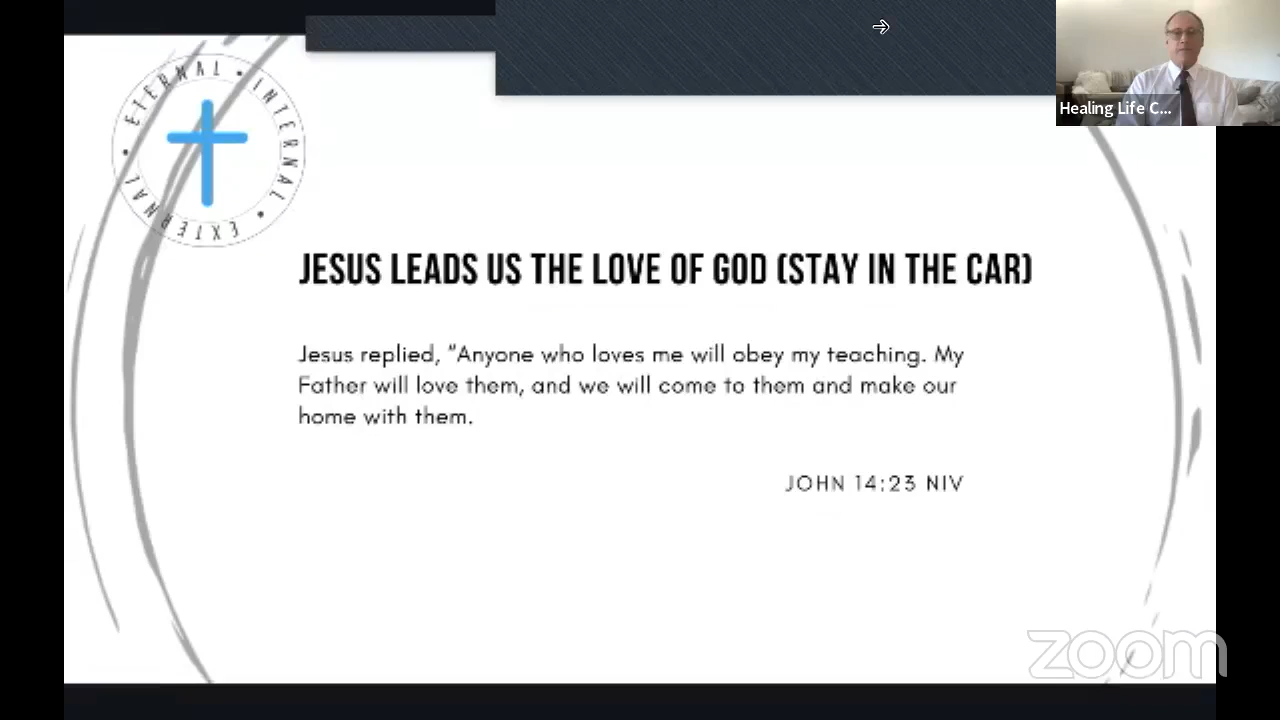 ETERNAL • INTERNAL • EXTERNAL •
Healing Life C...
JESUS LEADS US THE LOVE OF GOD (STAY IN THE CAR)
Jesus replied, "Anyone who loves me will obey my teaching. My
Father will love them, and we will come to them and make our
home with them.
JOHN 14:23 NIV
zoom